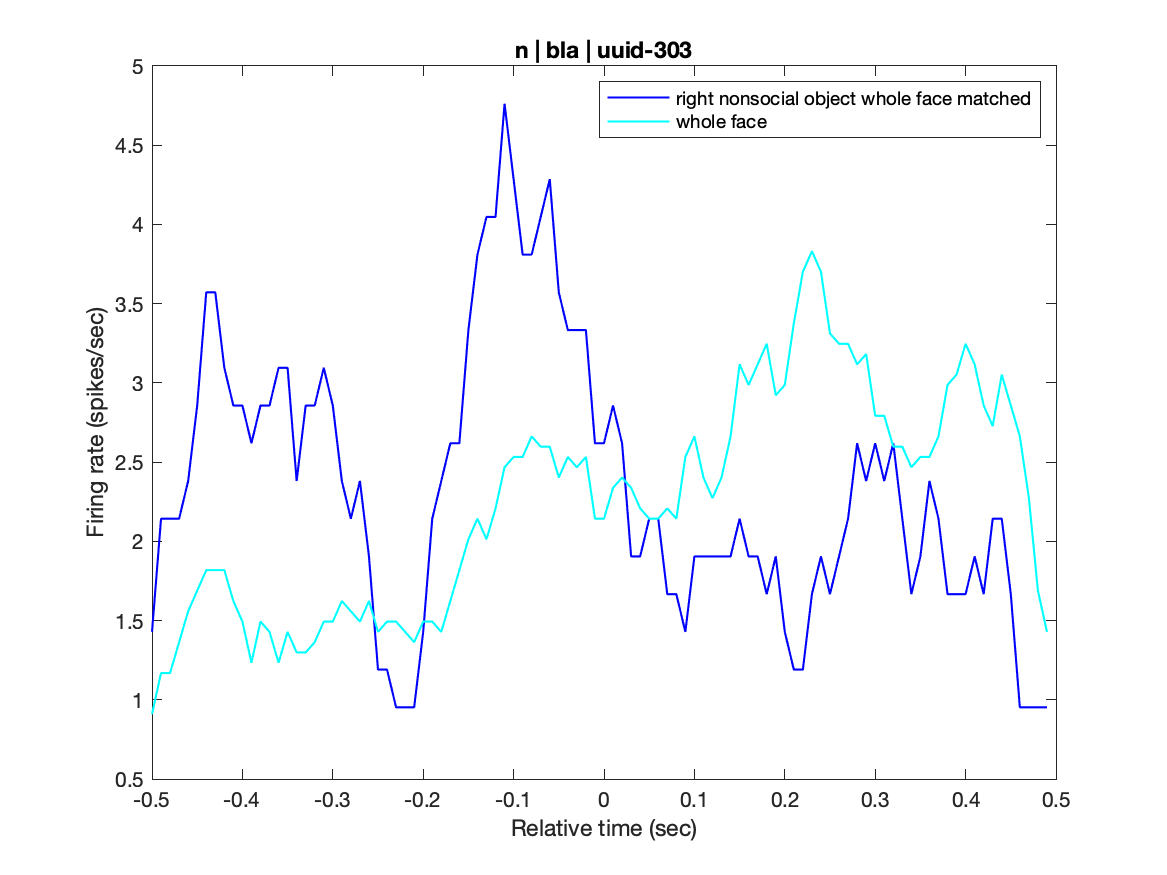 n | bla | uuid-303
right nonsocial object whole face matched
whole face
Firing rate (spikes/sec)
5
4.5
4
3.5
3
2.5
2
1.5
1
0.5
-0.5 -0.4 -0.3 -0.2 -0.1 0 0.1 0.2 0.3 0.4 0.5
Relative time (sec)